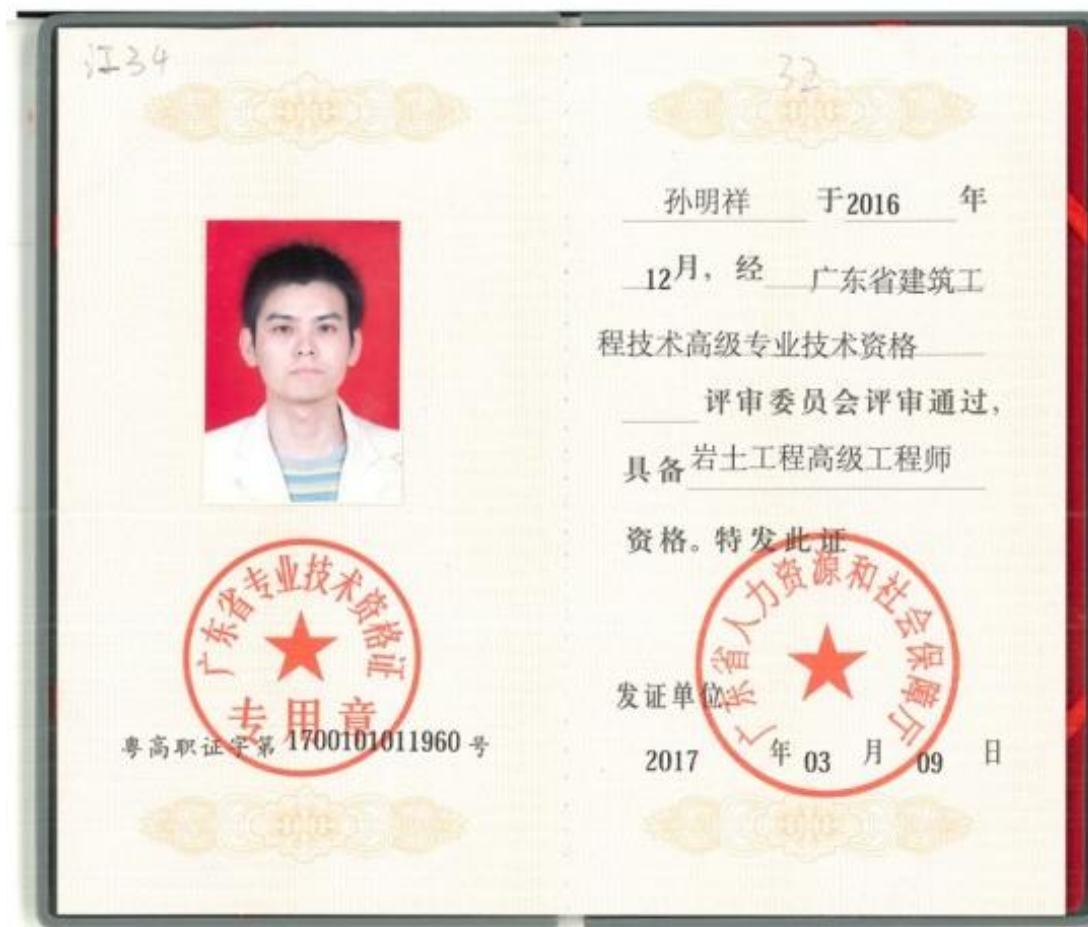 江34
广东省专业技术资格证
专用章
粤高职证字第 1700101011960 号
32
孙明祥 于2016 年
12月，经 广东省建筑工
程技术高级专业技术资格
评审委员会评审通过，
具备岩土工程高级工程师
资格。特发此证
广东省人力资源和社会保障厅
发证单位
2017 年 03 月 09 日